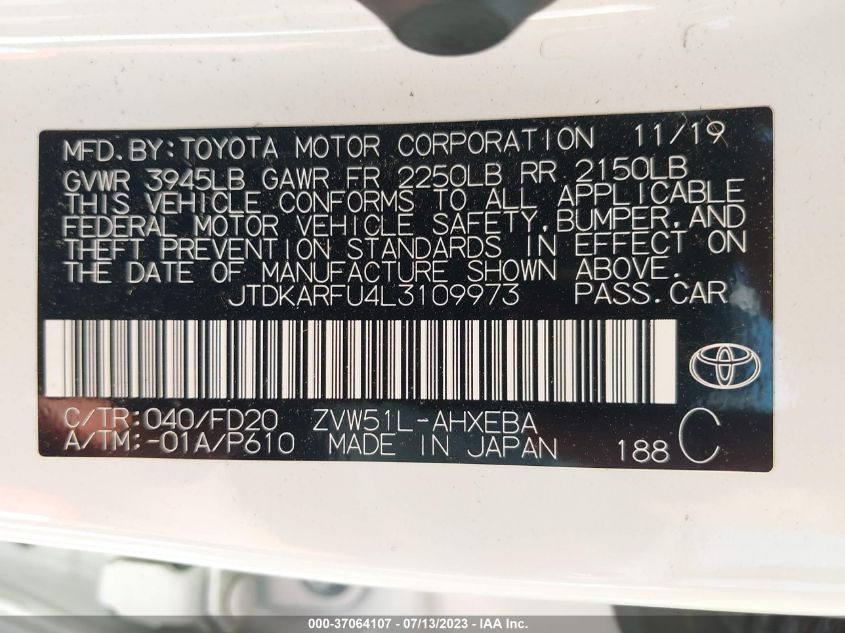 MFD.BY:TOYOTA MOTOR CORPORATION 11/19
GVWR 3945LB GAWR FR 2250LB RR 2150LB
THIS VEHICLE CONFORMS TO ALL APPLICABLE
FEDERAL MOTOR VEHICLE SAFETY,BUMPER,AND
THEFT PREVENTION STANDARDS IN EFFECT ON
THE DATE OF MANUFACTURE SHOWN ABOVE.
JTDKARFU4L3109973 PASS.CAR
C/TR:040/FD20 ZVW51L-AHXEBA
A/TM:-01A/P610 MADE IN JAPAN 188 C
000-37064107 - 07/13/2023 - IAA Inc.